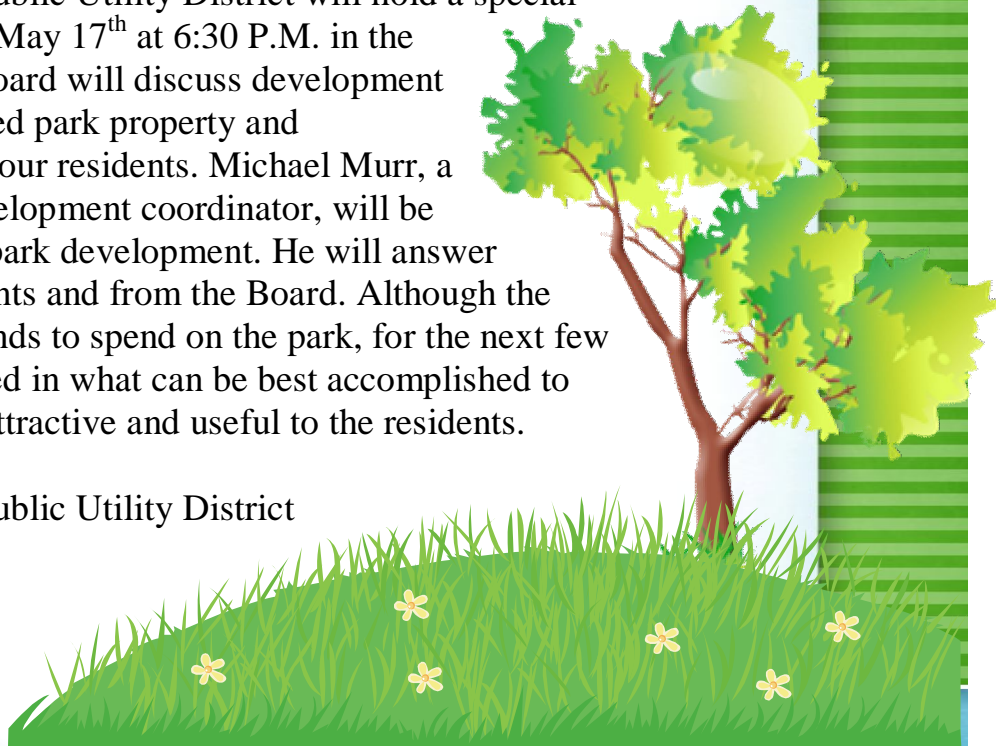 ublic Utility District will hold a special
May 17th at 6:30 P.M. in the
oard will discuss development
ed park property and
our residents. Michael Murr, a
elopment coordinator, will be
park development. He will answer
nts and from the Board. Although the
nds to spend on the park, for the next few
ed in what can be best accomplished to
ttractive and useful to the residents.
ublic Utility District